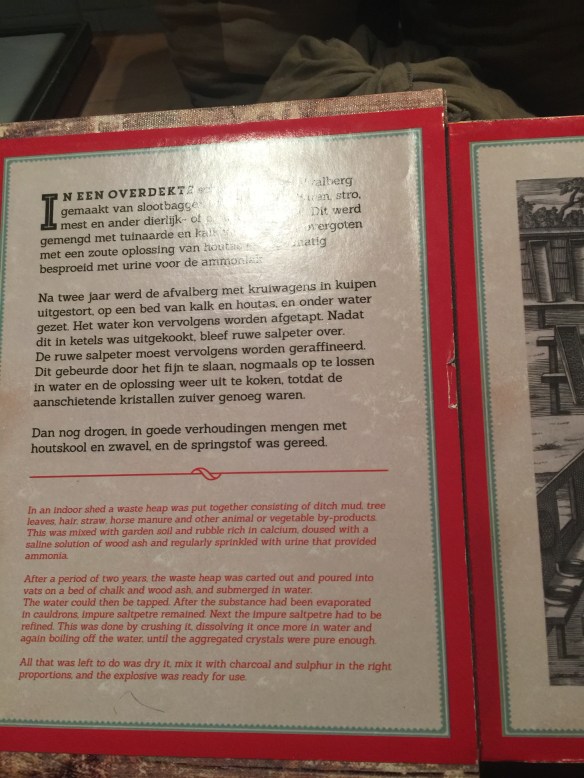 IN EEN OVERDEKTE
gemaakt van slootbagge stro,
mest en ander dierlijk- of Dit werd
gemengd met tuinaarde en kalk overgoten
met een zoute oplossing van houtas
besproeid met urine voor de ammoniak
Na twee jaar werd de afvalberg met kruiwagens in kuipen
uitgestort, op een bed van kalk en houtas, en onder water
gezet. Het water kon vervolgens worden afgetapt. Nadat
dit in ketels was uitgekookt, bleef ruwe salpeter over.
De ruwe salpeter moest vervolgens worden geraffineerd.
Dit gebeurde door het fijn te slaan, nogmaals op te lossen
in water en de oplossing weer uit te koken, totdat de
aanschietende kristallen zuiver genoeg waren.
Dan nog drogen, in goede verhoudingen mengen met
houtskool en zwavel, en de springstof was gereed.
In an indoor shed a waste heap was put together consisting of ditch mud, tree
leaves, hair, straw, horse manure and other animal or vegetable by-products.
This was mixed with garden soil and rubble rich in calcium, doused with a
saline solution of wood ash and regularly sprinkled with urine that provided
ammonia.
After a period of two years, the waste heap was carted out and poured into
vats on a bed of chalk and wood ash, and submerged in water.
The water could then be tapped. After the substance had been evaporated
in cauldrons, impure saltpetre remained. Next the impure saltpetre had to be
refined. This was done by crushing it, dissolving it once more in water and
again boiling off the water, until the aggregated crystals were pure enough.
All that was left to do was dry it, mix it with charcoal and sulphur in the right
proportions, and the explosive was ready for use.